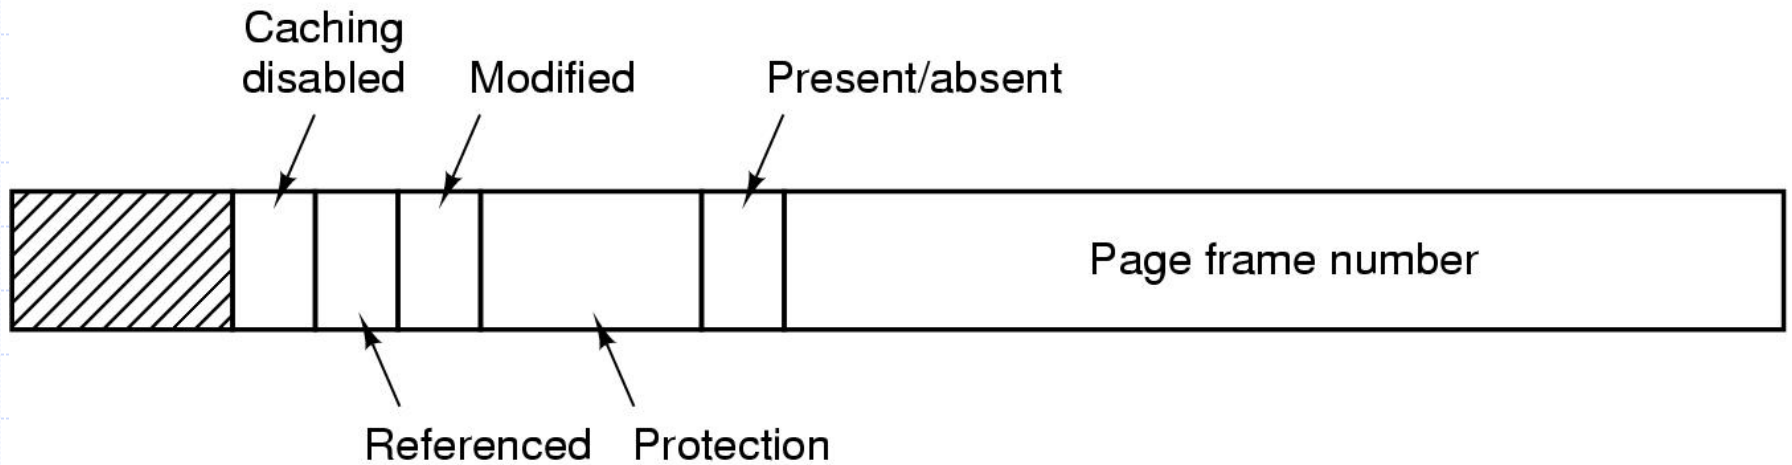 Caching
disabled
Modified
Present/absent
Page frame number
Referenced
Protection